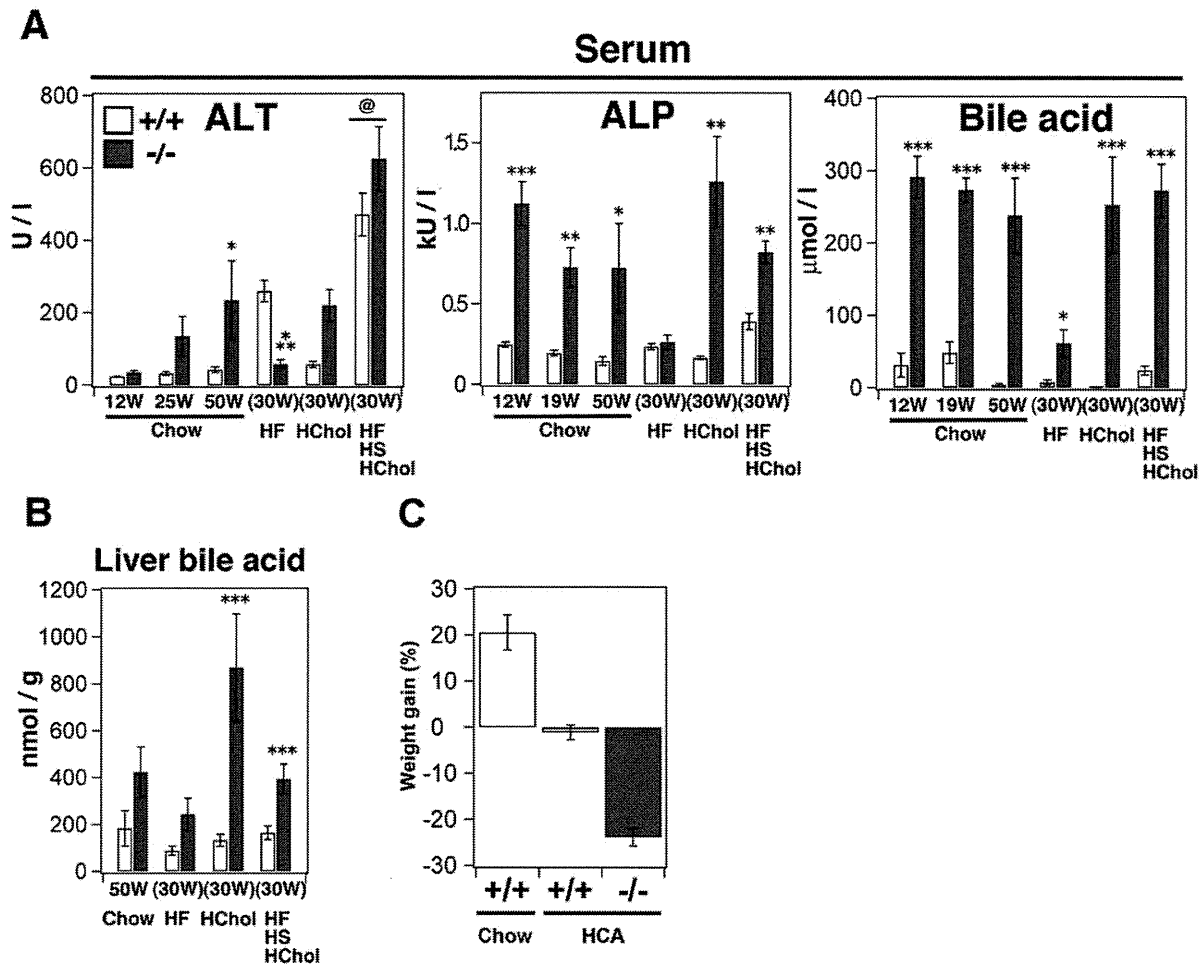 A
Serum
ALT
+/+
-/-
U / l
800
600
400
200
0
@
*
*
**
12W 25W 50W (30W) (30W) (30W)
Chow HF HChol HF
HS
HChol
ALP
kU / l
1.5
1.0
0.5
0
***
**
*
**
**
12W 19W 50W (30W) (30W) (30W)
Chow HF HChol HF
HS
HChol
Bile acid
μmol / l
400
300
200
100
0
***
***
***
*
***
***
12W 19W 50W (30W) (30W) (30W)
Chow HF HChol HF
HS
HChol
B
Liver bile acid
nmol / g
1200
1000
800
600
400
200
0
***
***
50W (30W) (30W) (30W)
Chow HF HChol HF
HS
HChol
C
Weight gain (%)
30
20
10
0
-10
-20
-30
+/+ +/+ -/-
Chow HCA